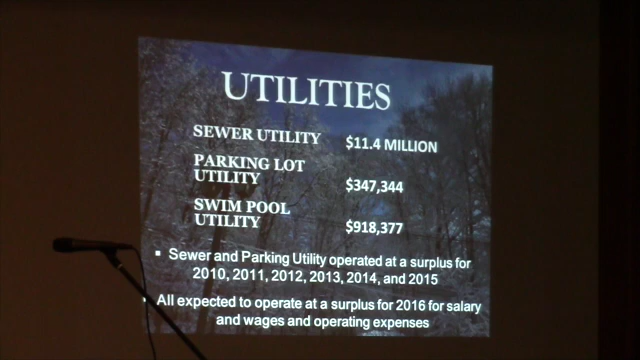 UTILITIES
SEWER UTILITY $11.4 MILLION
PARKING LOT
UTILITY $347,344
SWIM POOL
UTILITY $918,377
▪ Sewer and Parking Utility operated at a surplus for
2010, 2011, 2012, 2013, 2014, and 2015
▪ All expected to operate at a surplus for 2016 for salary
and wages and operating expenses